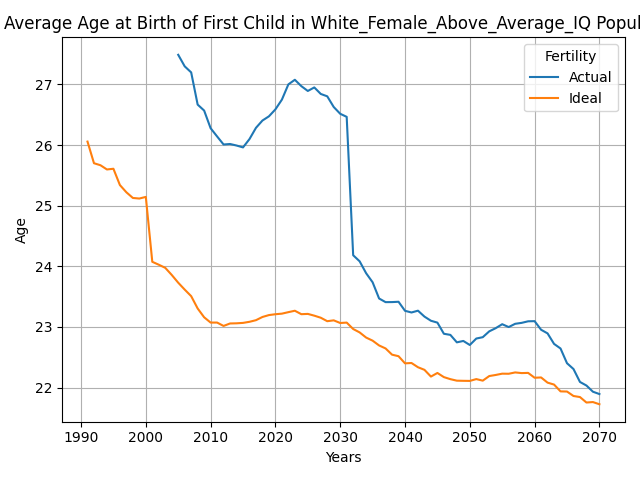 Average Age at Birth of First Child in White_Female_Above_Average_IQ Popul
Fertility
Actual
Ideal
27
26
25
24
23
22
Age
1990 2000 2010 2020 2030 2040 2050 2060 2070
Years